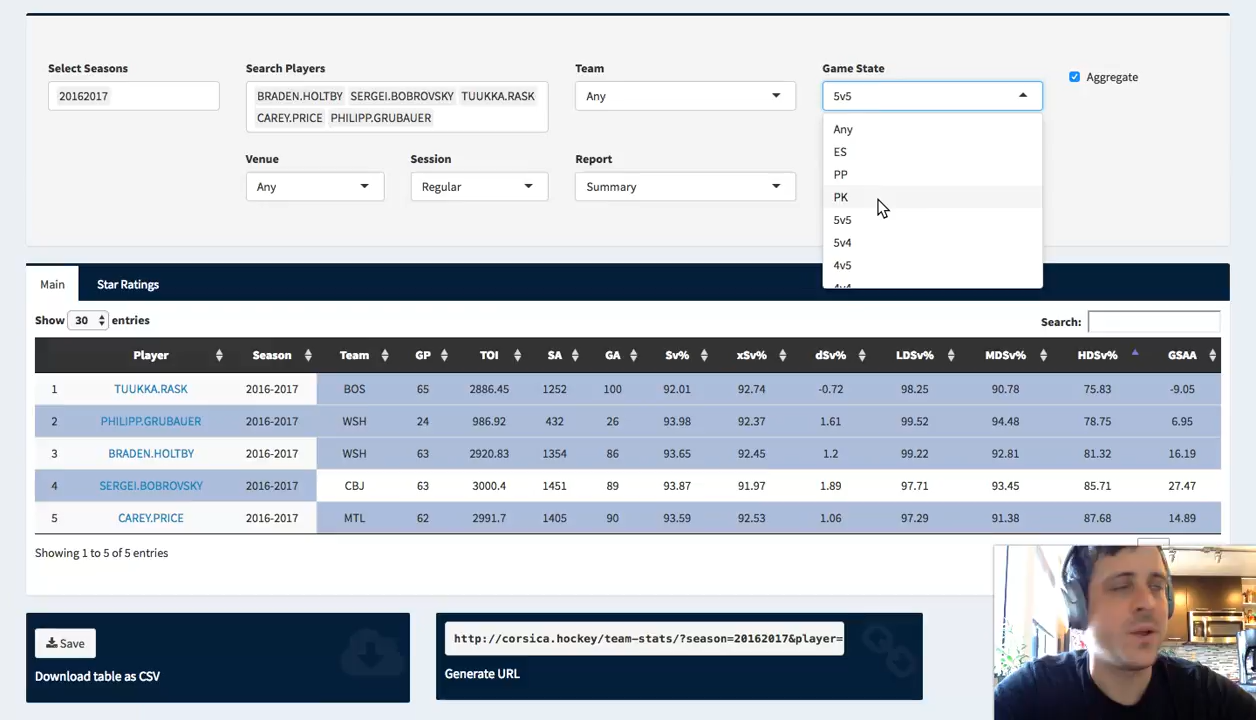 Select Seasons
Search Players
Team
Game State
Aggregate
20162017
BRADEN.HOLTBY SERGEI.BOBROVSKY TUUKKA.RASK
CAREY.PRICE PHILIPP.GRUBAUER
Any
5v5
Any
ES
PP
PK
5v5
5v4
4v5
4v4
Venue
Session
Report
Any
Regular
Summary
Main
Star Ratings
Show 30 entries
Search:
Player Season Team GP TOI SA GA Sv% xSv% dSv% LDSv% MDSv% HDSv% GSAA
1 TUUKKA.RASK 2016-2017 BOS 65 2886.45 1252 100 92.01 92.74 -0.72 98.25 90.78 75.83 -9.05
2 PHILIPP.GRUBAUER 2016-2017 WSH 24 986.92 432 26 93.98 92.37 1.61 99.52 94.48 78.75 6.95
3 BRADEN.HOLTBY 2016-2017 WSH 63 2920.83 1354 86 93.65 92.45 1.2 99.22 92.81 81.32 16.19
4 SERGEI.BOBROVSKY 2016-2017 CBJ 63 3000.4 1451 89 93.87 91.97 1.89 97.71 93.45 85.71 27.47
5 CAREY.PRICE 2016-2017 MTL 62 2991.7 1405 90 93.59 92.53 1.06 97.29 91.38 87.68 14.89
Showing 1 to 5 of 5 entries
Save
Download table as CSV
http://corsica.hockey/team-stats/?season=20162017&player=
Generate URL